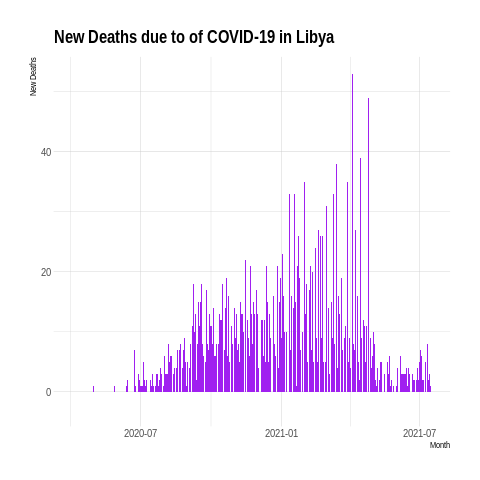 New Deaths due to of COVID-19 in Libya
New Deaths
40
20
0
2020-07
2021-01
2021-07
Month